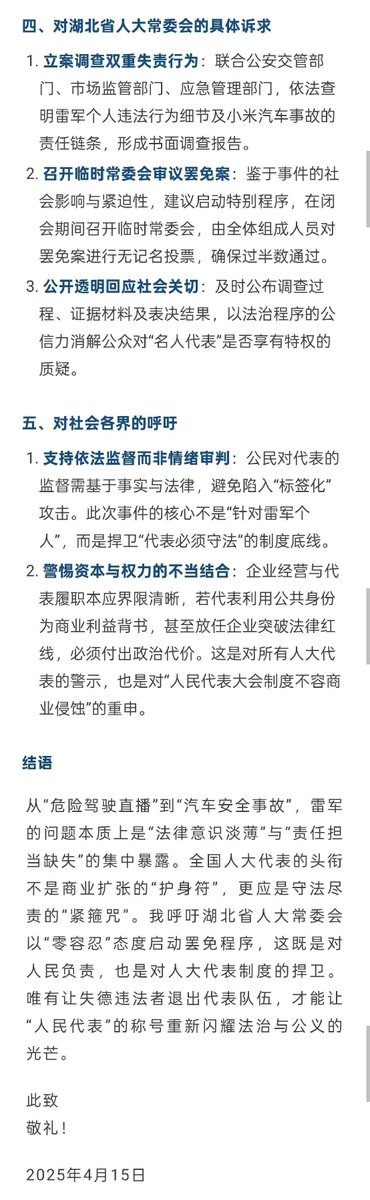 四、对湖北省人大常委会的具体诉求
1. 立案调查双重失责行为：联合公安交管部
门、市场监管部门、应急管理部门，依法查
明雷军个人违法行为细节及小米汽车事故的
责任链条，形成书面调查报告。
2. 召开临时常委会审议罢免案：鉴于事件的社
会影响与紧迫性，建议启动特别程序，在闭
会期间召开临时常委会，由全体组成人员对
罢免案进行无记名投票，确保过半数通过。
3. 公开透明回应社会关切：及时公布调查过
程、证据材料及表决结果，以法治程序的公
信力消解公众对“名人代表”是否享有特权的
质疑。
五、对社会各界的呼吁
1. 支持依法监督而非情绪审判：公民对代表的
监督需基于事实与法律，避免陷入“标签化”
攻击。此次事件的核心不是“针对雷军个
人”，而是捍卫“代表必须守法”的制度底线。
2. 警惕资本与权力的不当结合：企业经营与代
表履职本应界限清晰，若代表利用公共身份
为商业利益背书，甚至放任企业突破法律红
线，必须付出政治代价。这是对所有人大代
表的警示，也是对“人民代表大会制度不容商
业侵蚀”的重申。
结语
从“危险驾驶直播”到“汽车安全事故”，雷军
的问题本质上是“法律意识淡薄”与“责任担
当缺失”的集中暴露。全国人大代表的头衔
不是商业扩张的“护身符”，更应是守法尽
责的“紧箍咒”。我呼吁湖北省人大常委会
以“零容忍”态度启动罢免程序，这既是对
人民负责，也是对人大代表制度的捍卫。
唯有让失德违法者退出代表队伍，才能让
“人民代表”的称号重新闪耀法治与公义的
光芒。
此致
敬礼！
2025年4月15日